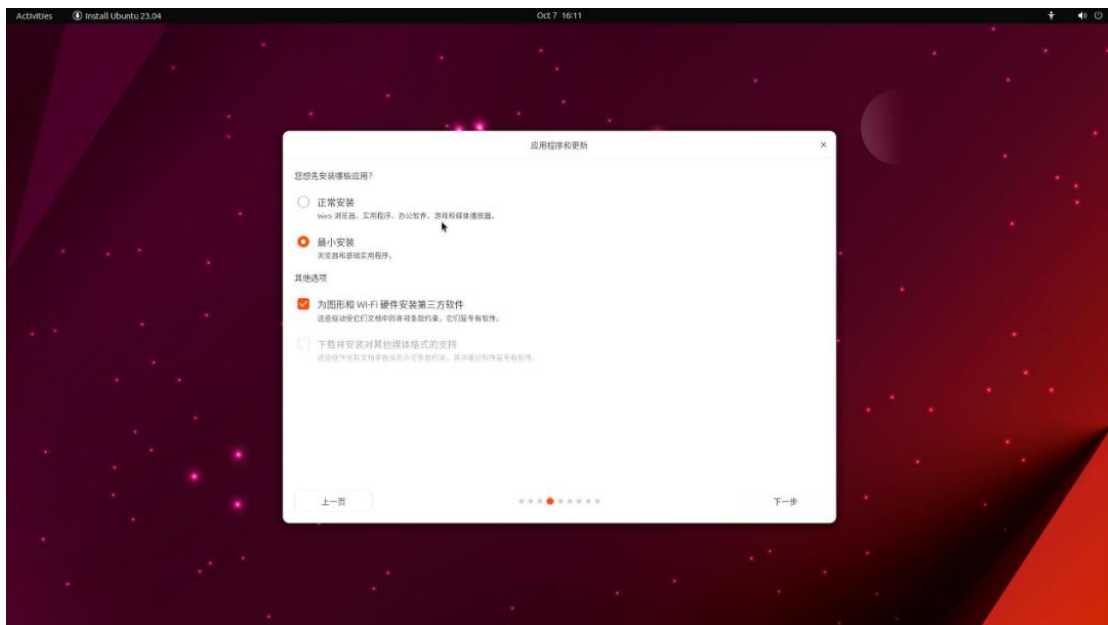 Activities Install Ubuntu 23.04 Oct 7 16:11
应用程序和更新
您想先安装哪些应用？
正常安装
Web 浏览器、实用程序、办公软件、游戏和媒体播放器。
最小安装
浏览器和基础实用程序。
其他选项
为图形和 Wi-Fi 硬件安装第三方软件
这些驱动受它们文档中的许可条款约束。它们是专有软件。
下载并安装对其他媒体格式的支持
上一页 下一步